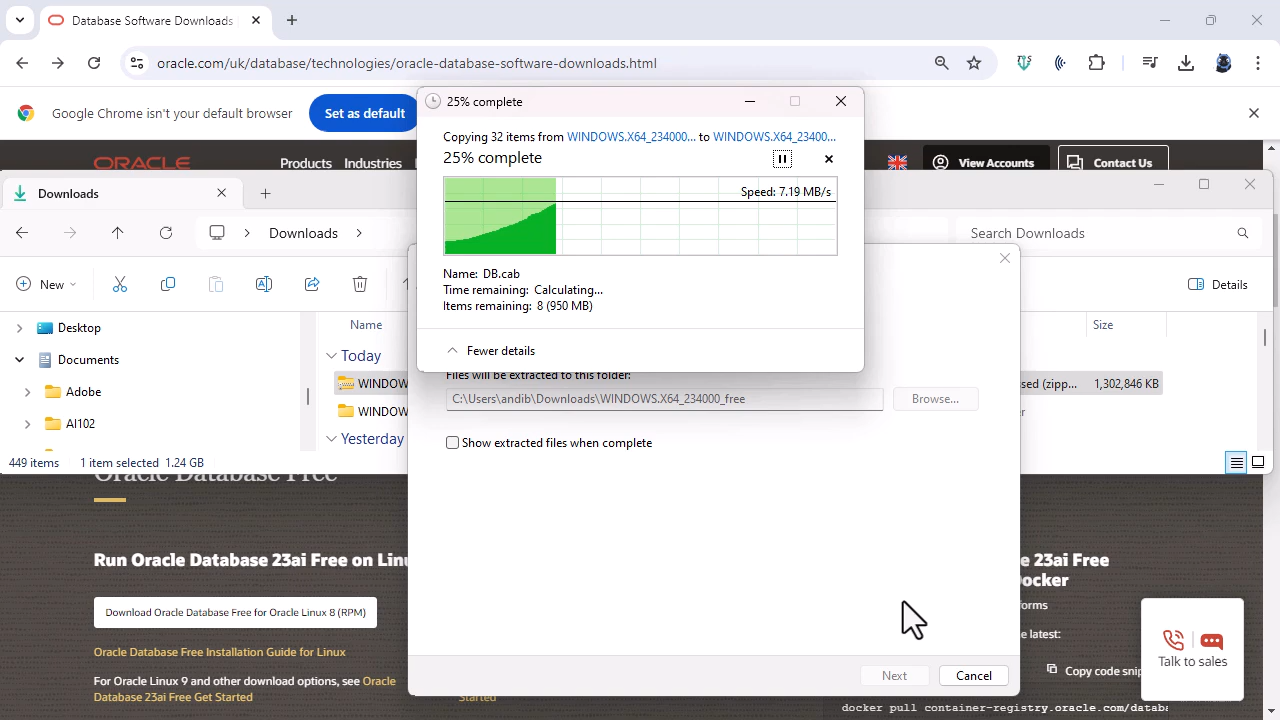 Database Software Downloads
oracle.com/uk/database/technologies/oracle-database-software-downloads.html
Google Chrome isn't your default browser
Set as default
25% complete
Copying 32 items from WINDOWS.X64_234000... to WINDOWS.X64_23400...
25% complete
Speed: 7.19 MB/s
Name: DB.cab
Time remaining: Calculating...
Items remaining: 8 (950 MB)
Fewer details
ORACLE
Products Industries
View Accounts
Contact Us
Downloads
Downloads
Search Downloads
New
Details
Desktop
Documents
Adobe
AI102
Name
Size
Today
WINDOW
sed (zipp... 1,302,846 KB
WINDOW
Yesterday
449 items 1 item selected 1.24 GB
Files will be extracted to this folder:
C:\Users\andib\Downloads\WINDOWS.X64_234000_free
Browse...
Show extracted files when complete
Next
Cancel
Oracle Database Free
Run Oracle Database 23ai Free on Linu
Download Oracle Database Free for Oracle Linux 8 (RPM)
Oracle Database Free Installation Guide for Linux
For Oracle Linux 9 and other download options, see Oracle
Database 23ai Free Get Started
Started
e 23ai Free
ocker
orms
e latest:
Copy code snip
docker pull container-registry.oracle.com/databa
Talk to sales